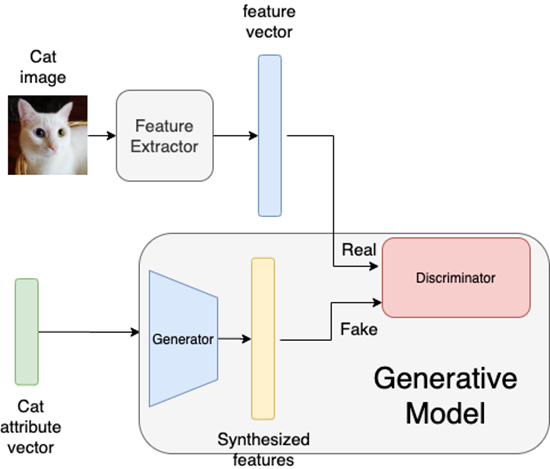 feature
vector
Cat
image
Feature
Extractor
Real
Discriminator
Generator
Fake
Generative
Model
Cat
attribute
vector
Synthesized
features